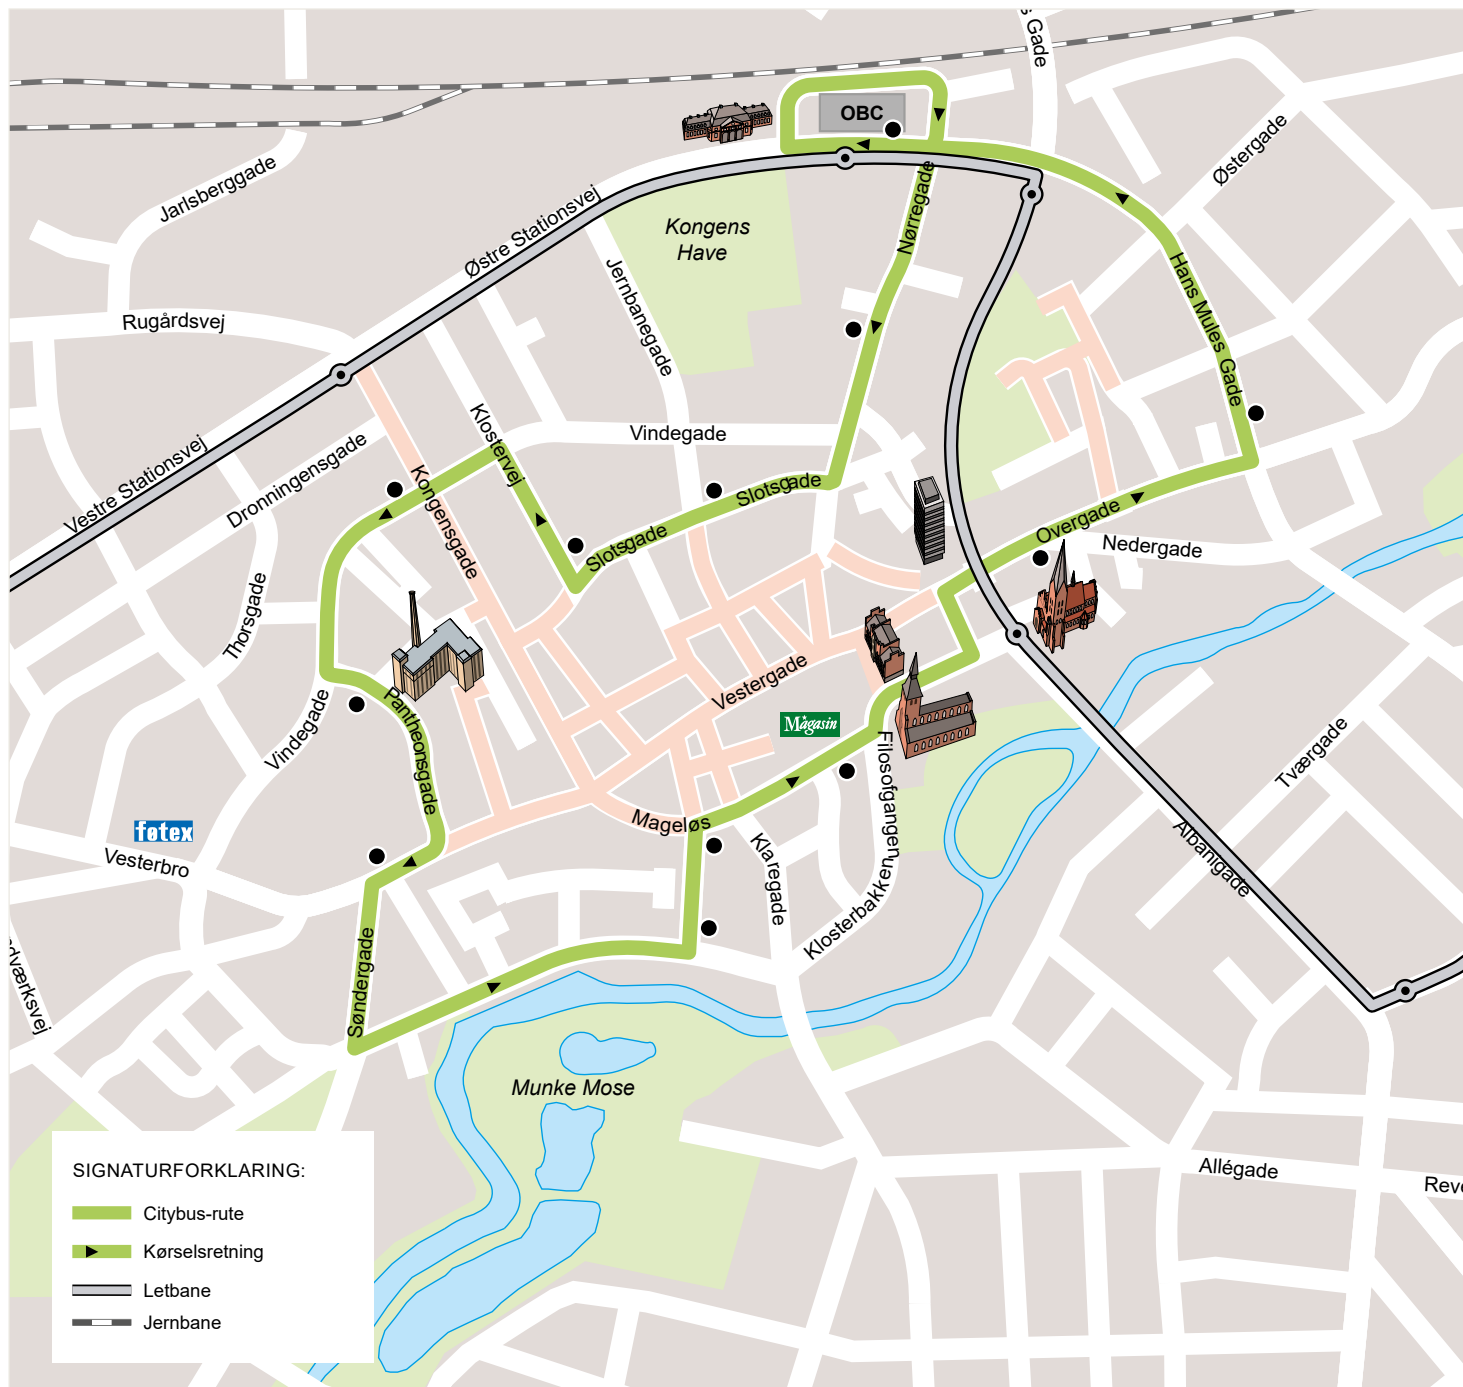 s Gade
OBC
Østergade
Jarlsberggade
Østre Stationsvej
Kongens
Have
Nørregade
Jernbanegade
Hans Mules Gade
Rugårdsvej
Vindegade
Klostervej
Vestre Stationsvej
Dronningensgade
Kongensgade
Slotsgade
Slotsgade
Overgade
Nedergade
Thorsgade
Vestergade
Vindegade
Pantheonsgade
Magasin
Filosofgangen
Tværgade
føtex
Mageløs
Vesterbro
Klaregade
Albanigade
Klosterbakken
Søndergade
dværksvej
Munke Mose
SIGNATURFORKLARING:
Citybus-rute
Kørselsretning
Letbane
Jernbane
Allégade
Reve